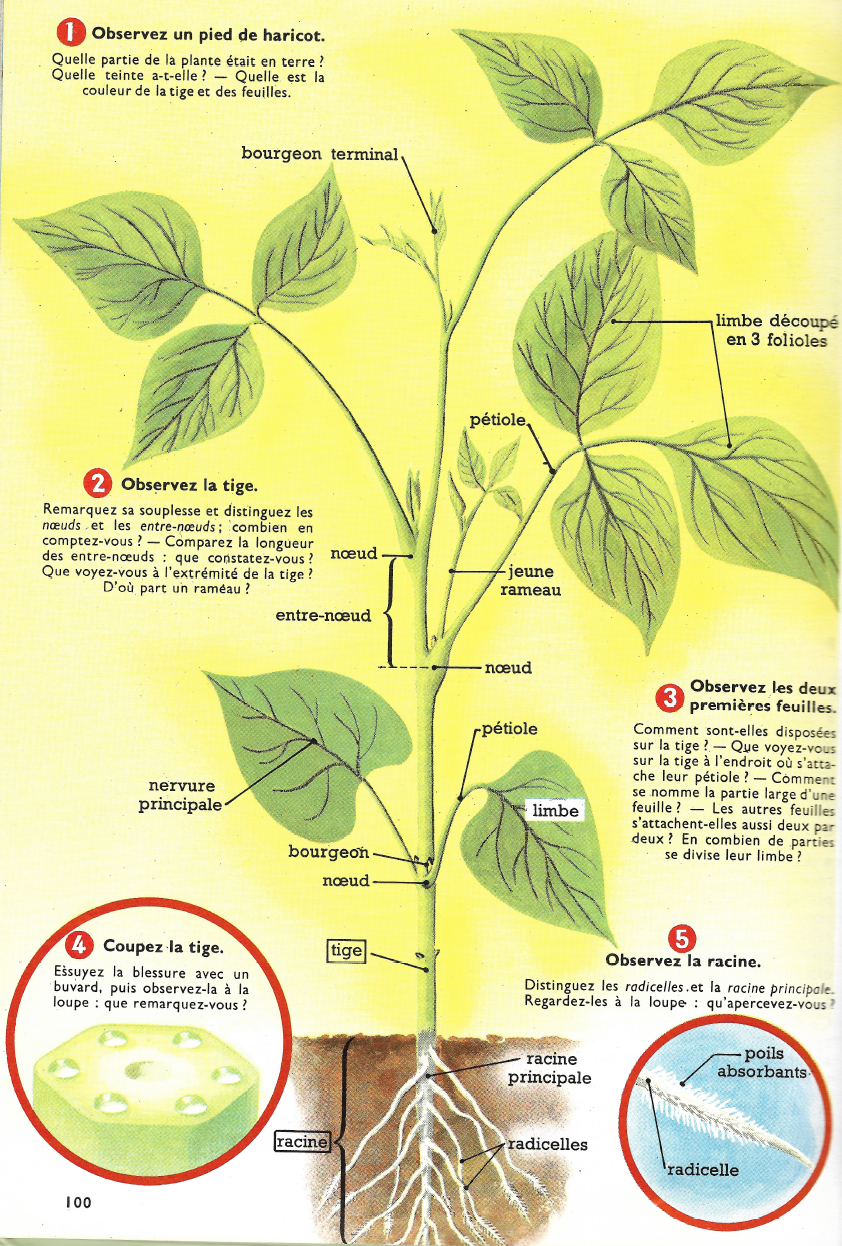 1 Observez un pied de haricot.
Quelle partie de la plante était en terre ?
Quelle teinte a-t-elle ? — Quelle est la
couleur de la tige et des feuilles.
bourgeon terminal
limbe découpé
en 3 folioles
pétiole
2 Observez la tige.
Remarquez sa souplesse et distinguez les
nœuds et les entre-nœuds ; combien en
comptez-vous ? — Comparez la longueur
des entre-nœuds : que constatez-vous ?
Que voyez-vous à l'extrémité de la tige ?
D'où part un rameau ?
nœud
jeune
rameau
entre-nœud
nœud
3 Observez les deux
premières feuilles.
Comment sont-elles disposées
sur la tige ? — Que voyez-vous
sur la tige à l'endroit où s'atta-
che leur pétiole ? — Comment
se nomme la partie large d'une
feuille ? — Les autres feuilles
s'attachent-elles aussi deux par
deux ? En combien de parties
se divise leur limbe ?
pétiole
nervure
principale
limbe
bourgeon
nœud
4 Coupez la tige.
Essuyez la blessure avec un
buvard, puis observez-la à la
loupe : que remarquez-vous ?
tige
5
Observez la racine.
Distinguez les radicelles et la racine principale.
Regardez-les à la loupe : qu'apercevez-vous ?
racine
principale
poils
absorbants
racine
radicelles
radicelle
100